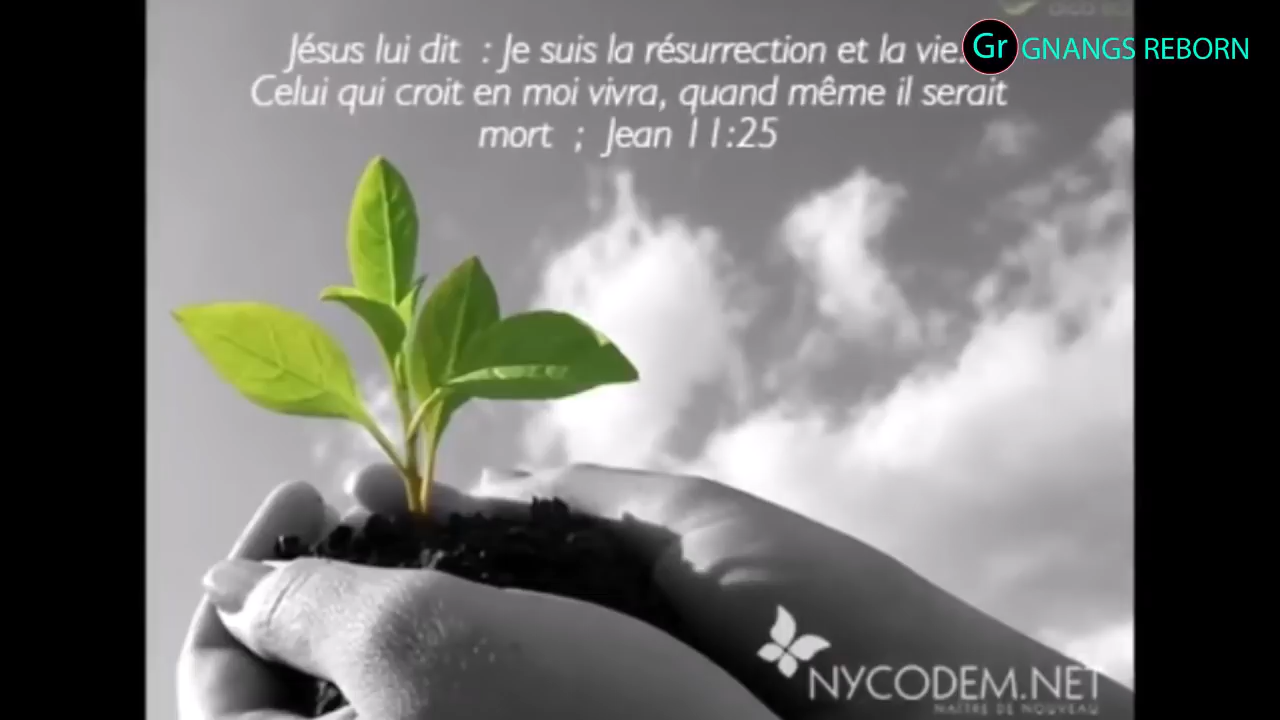 Jésus lui dit  : Je suis la résurrection et la vie.
Celui qui croit en moi vivra, quand même il serait
mort  ;  Jean 11:25
Gr GNANGS REBORN
NYCODEM.NET
NAÎTRE DE NOUVEAU